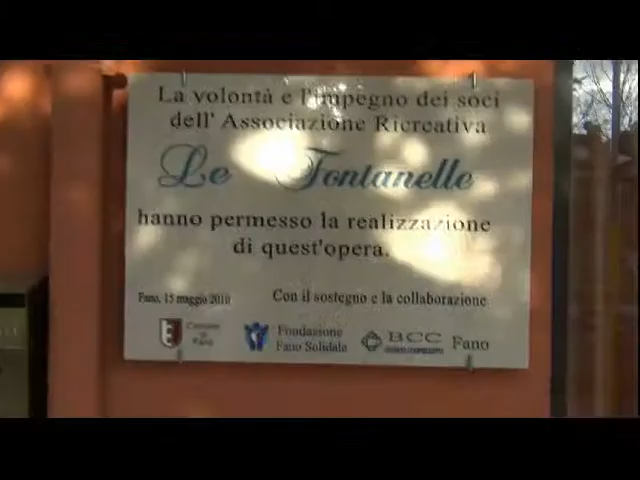 La volontà e l'impegno dei soci
dell' Associazione Ricreativa
Le Fontanelle
hanno permesso la realizzazione
di quest'opera.
Fano, 15 maggio 2010
Con il sostegno e la collaborazione
Comune
di
Fano
Fondazione
Fano Solidale
BCC Fano